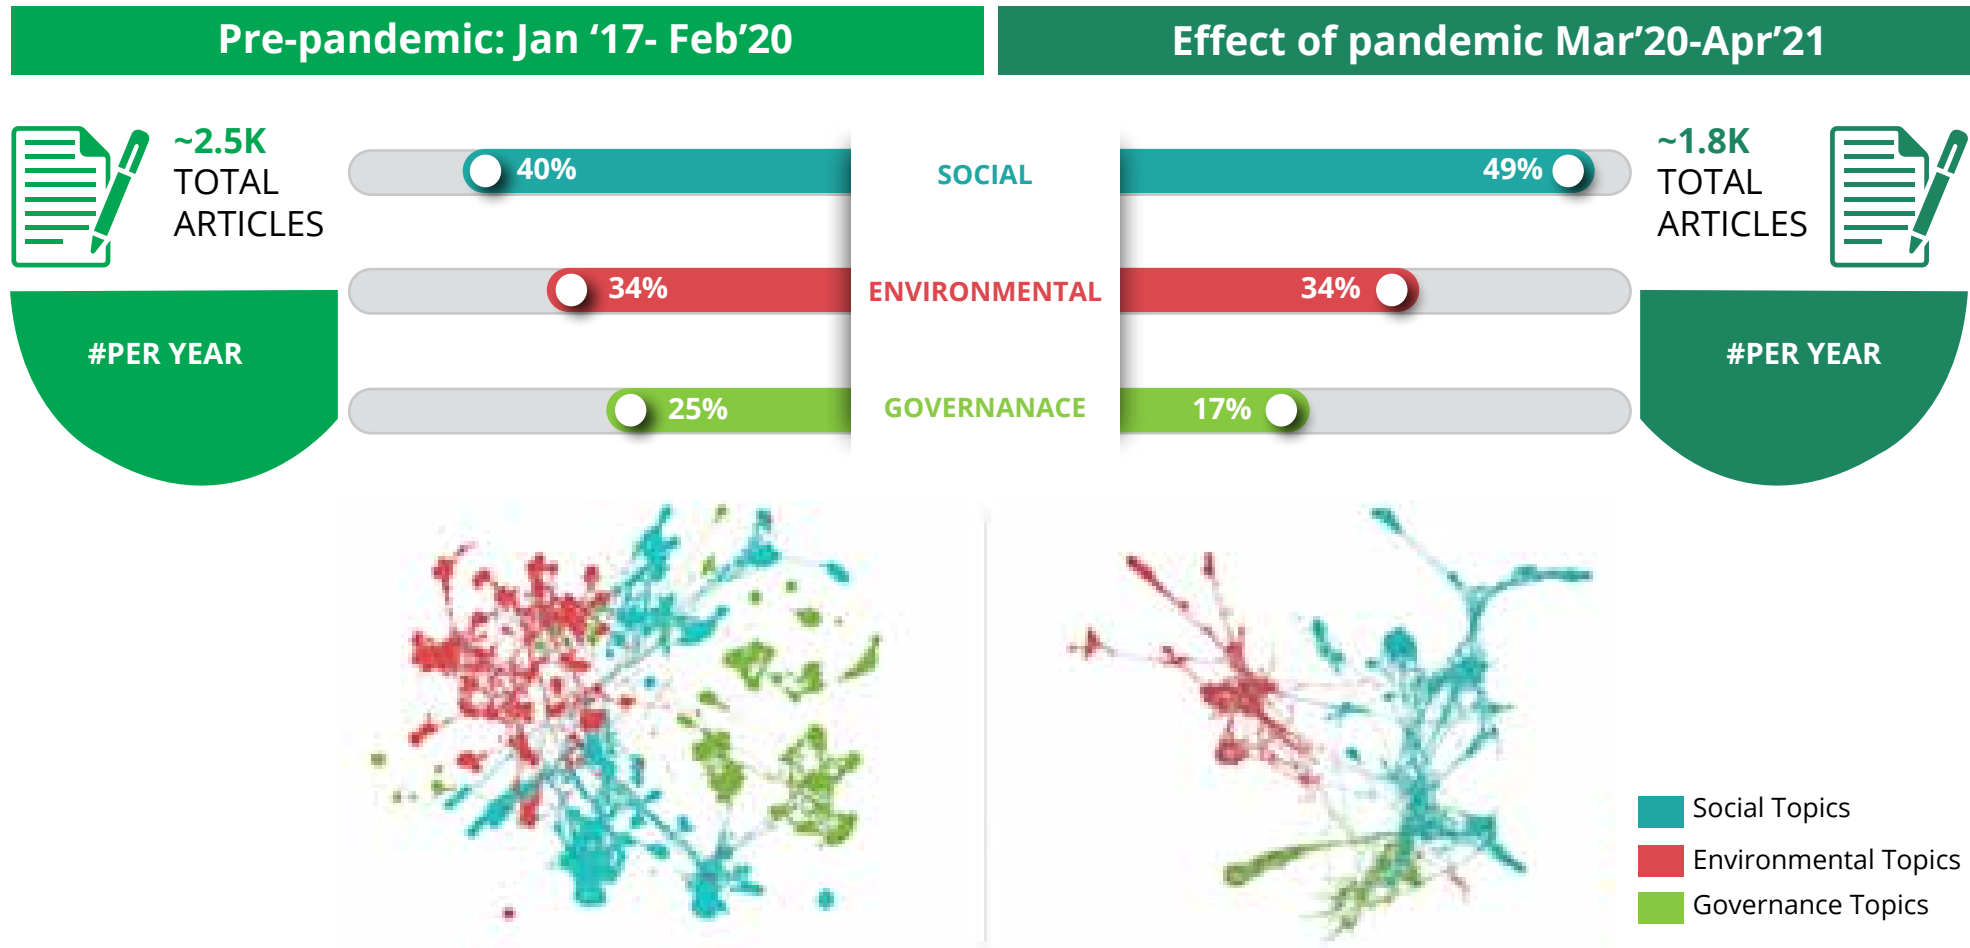 Pre-pandemic: Jan ‘17- Feb’20
Effect of pandemic Mar’20-Apr’21
~2.5K
TOTAL
ARTICLES
#PER YEAR
40%
SOCIAL
49%
34%
ENVIRONMENTAL
34%
25%
GOVERNANACE
17%
~1.8K
TOTAL
ARTICLES
#PER YEAR
Social Topics
Environmental Topics
Governance Topics